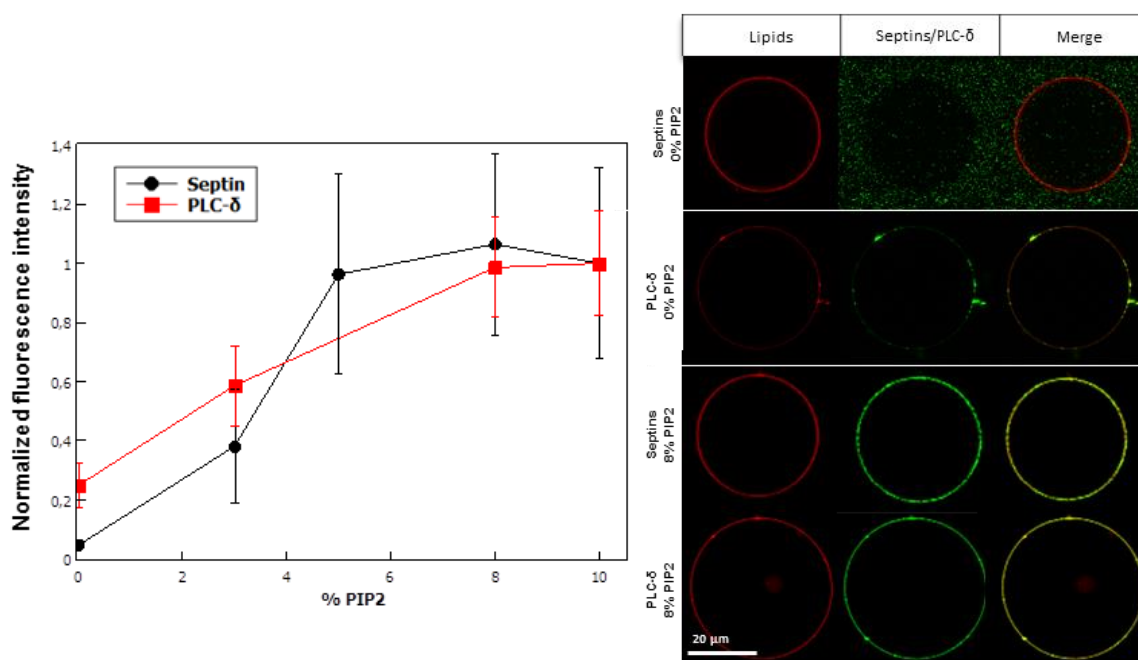 Normalized fluorescence intensity
1,4
1,2
1
0,8
0,6
0,4
0,2
0
0
2
4
6
8
10
% PIP2
Septin
PLC-δ
Lipids
Septins/PLC-δ
Merge
Septins
0% PIP2
PLC-δ
0% PIP2
Septins
8% PIP2
PLC-δ
8% PIP2
20 µm